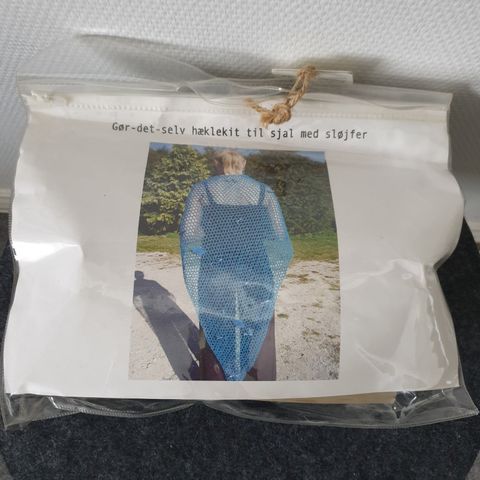 Gør-det-selv hæklekit til sjal med sløjfer